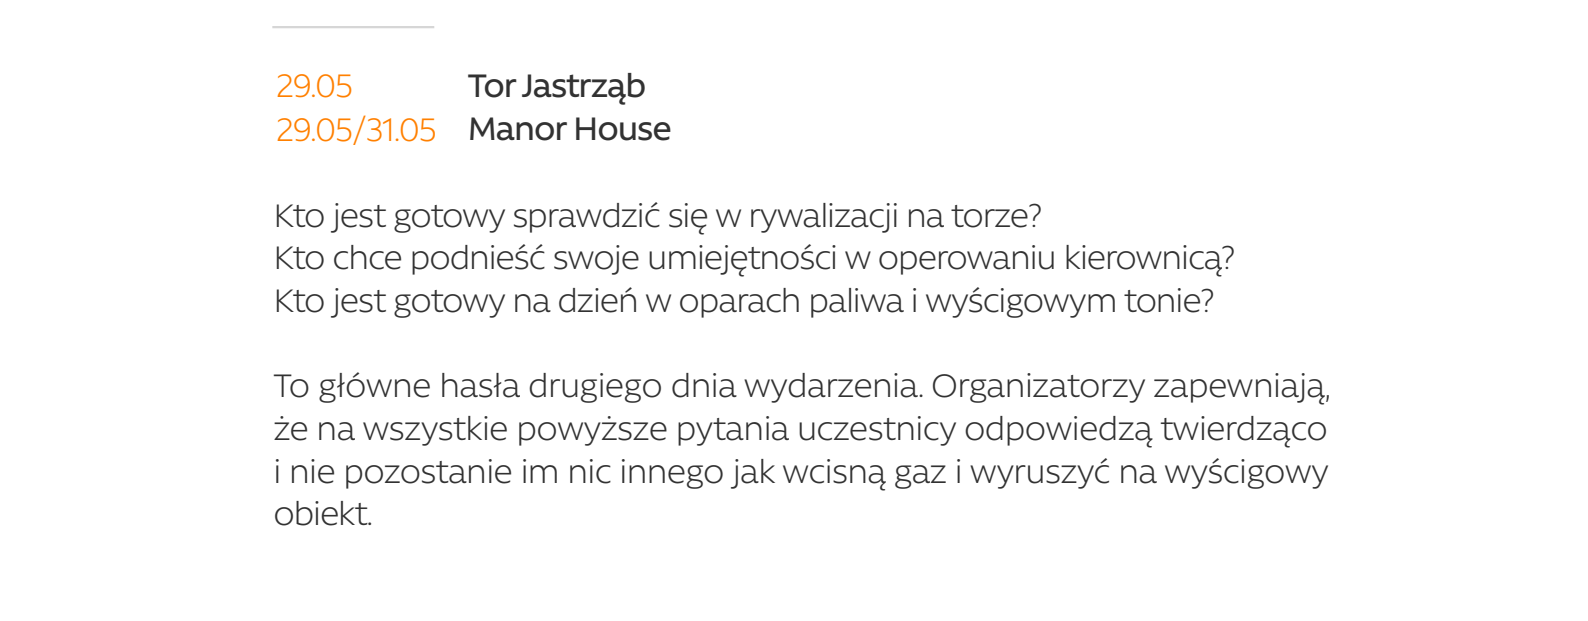 29.05 Tor Jastrząb
29.05/31.05 Manor House
Kto jest gotowy sprawdzić się w rywalizacji na torze?
Kto chce podnieść swoje umiejętności w operowaniu kierownicą?
Kto jest gotowy na dzień w oparach paliwa i wyścigowym tonie?
To główne hasła drugiego dnia wydarzenia. Organizatorzy zapewniają,
że na wszystkie powyższe pytania uczestnicy odpowiedzą twierdząco
i nie pozostanie im nic innego jak wcisną gaz i wyruszyć na wyścigowy
obiekt.